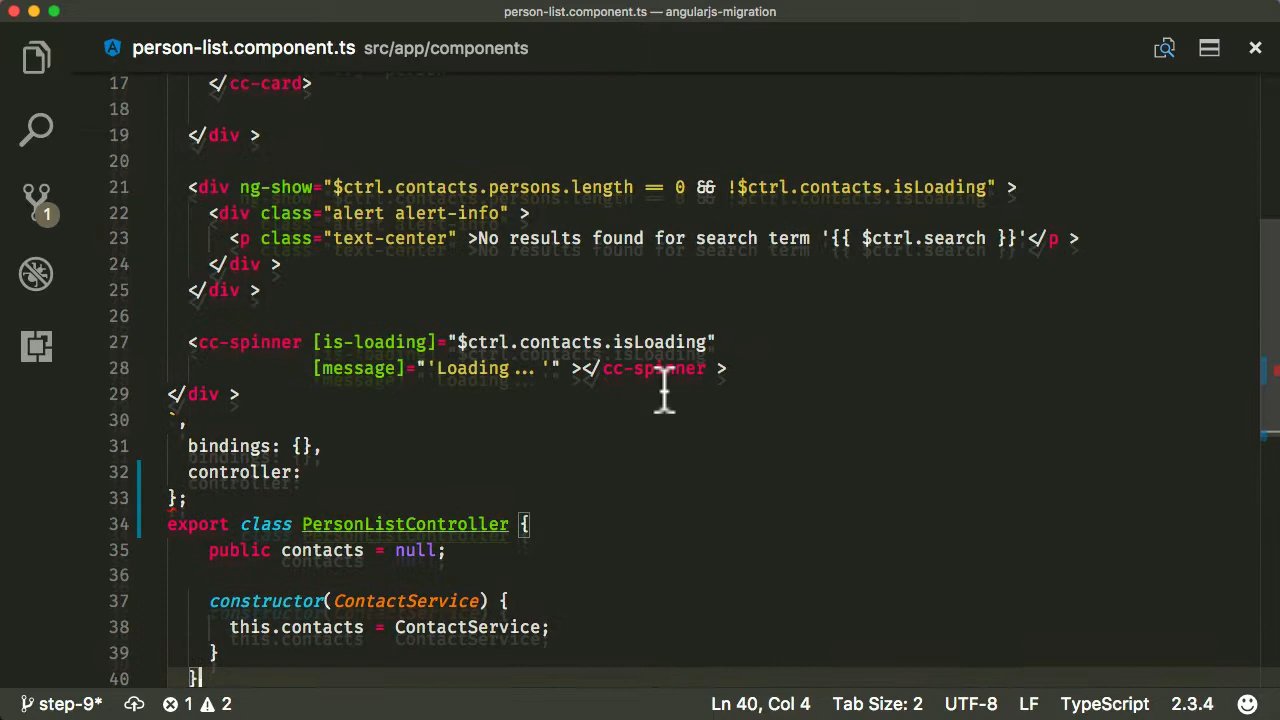 person-list.component.ts — angularjs-migration
person-list.component.ts src/app/components
17 </cc-card>
18
19 </div >
20
21 <div ng-show="$ctrl.contacts.persons.length == 0 && !$ctrl.contacts.isLoading" >
22 <div class="alert alert-info" >
23 <p class="text-center" >No results found for search term '{{ $ctrl.search }}'</p >
24 </div >
25 </div >
26
27 <cc-spinner [is-loading]="$ctrl.contacts.isLoading"
28 [message]="'Loading...'" ></cc-spinner >
29 </div >
30 `,
31 bindings: {},
32 controller:
33 };
34 export class PersonListController {
35 public contacts = null;
36
37 constructor(ContactService) {
38 this.contacts = ContactService;
39 }
40 }
1
step-9* 1 2 Ln 40, Col 4 Tab Size: 2 UTF-8 LF TypeScript 2.3.4